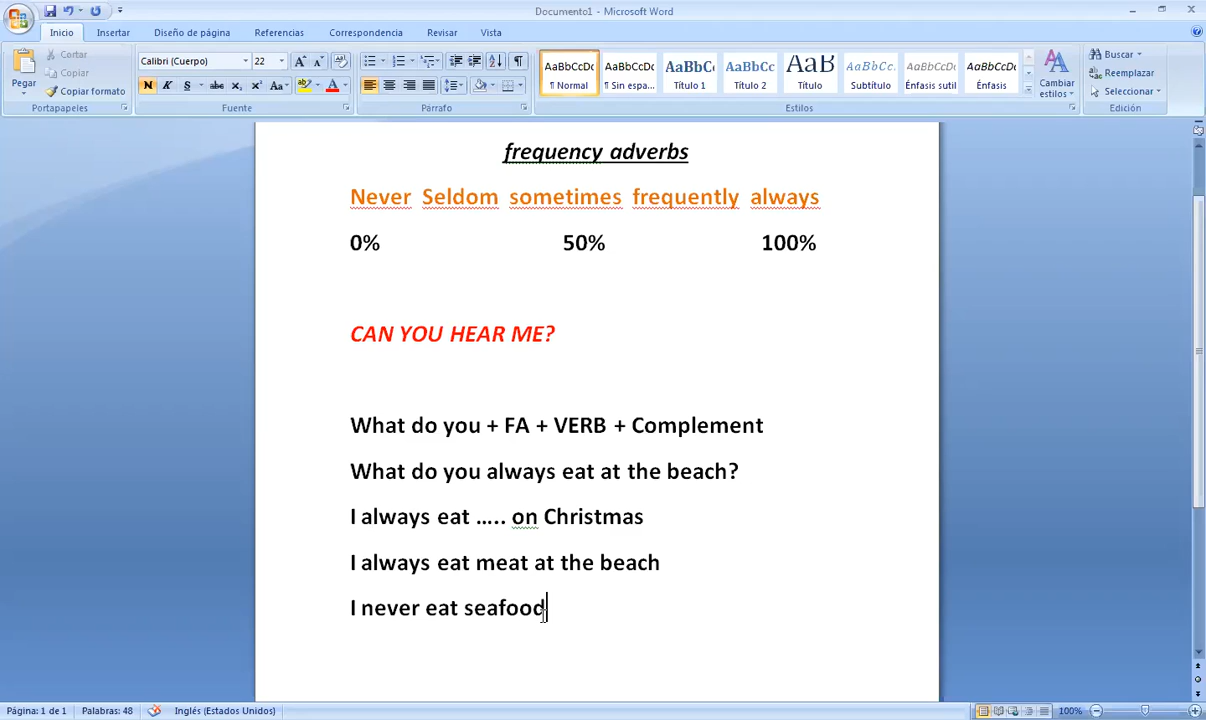 Documento1 - Microsoft Word
Inicio Insertar Diseño de página Referencias Correspondencia Revisar Vista
Pegar
Cortar
Copiar
Copiar formato
Portapapeles
Calibri (Cuerpo) 22
N K S abe x₂ x² Aa
Fuente
Párrafo
AaBbCcDc AaBbCcDc AaBbC AaBbCc AaB AaBbCc. AaBbCcDc AaBbCcDc
¶ Normal ¶ Sin espa... Título 1 Título 2 Título Subtítulo Énfasis sutil Énfasis
Cambiar estilos
Estilos
Buscar
Reemplazar
Seleccionar
Edición
frequency adverbs
Never Seldom sometimes frequently always
0% 50% 100%
CAN YOU HEAR ME?
What do you + FA + VERB + Complement
What do you always eat at the beach?
I always eat ….. on Christmas
I always eat meat at the beach
I never eat seafood
Página: 1 de 1 Palabras: 48 Inglés (Estados Unidos) 100%